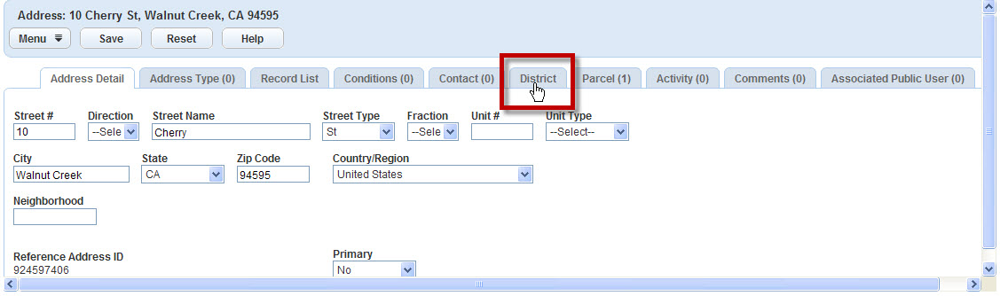 Address: 10 Cherry St, Walnut Creek, CA 94595
Menu Save Reset Help
Address Detail Address Type (0) Record List Conditions (0) Contact (0) District Parcel (1) Activity (0) Comments (0) Associated Public User (0)
Street # Direction Street Name Street Type Fraction Unit # Unit Type
10 --Sele Cherry St --Sele --Select--
City State Zip Code Country/Region
Walnut Creek CA 94595 United States
Neighborhood
Reference Address ID Primary
924597406 No